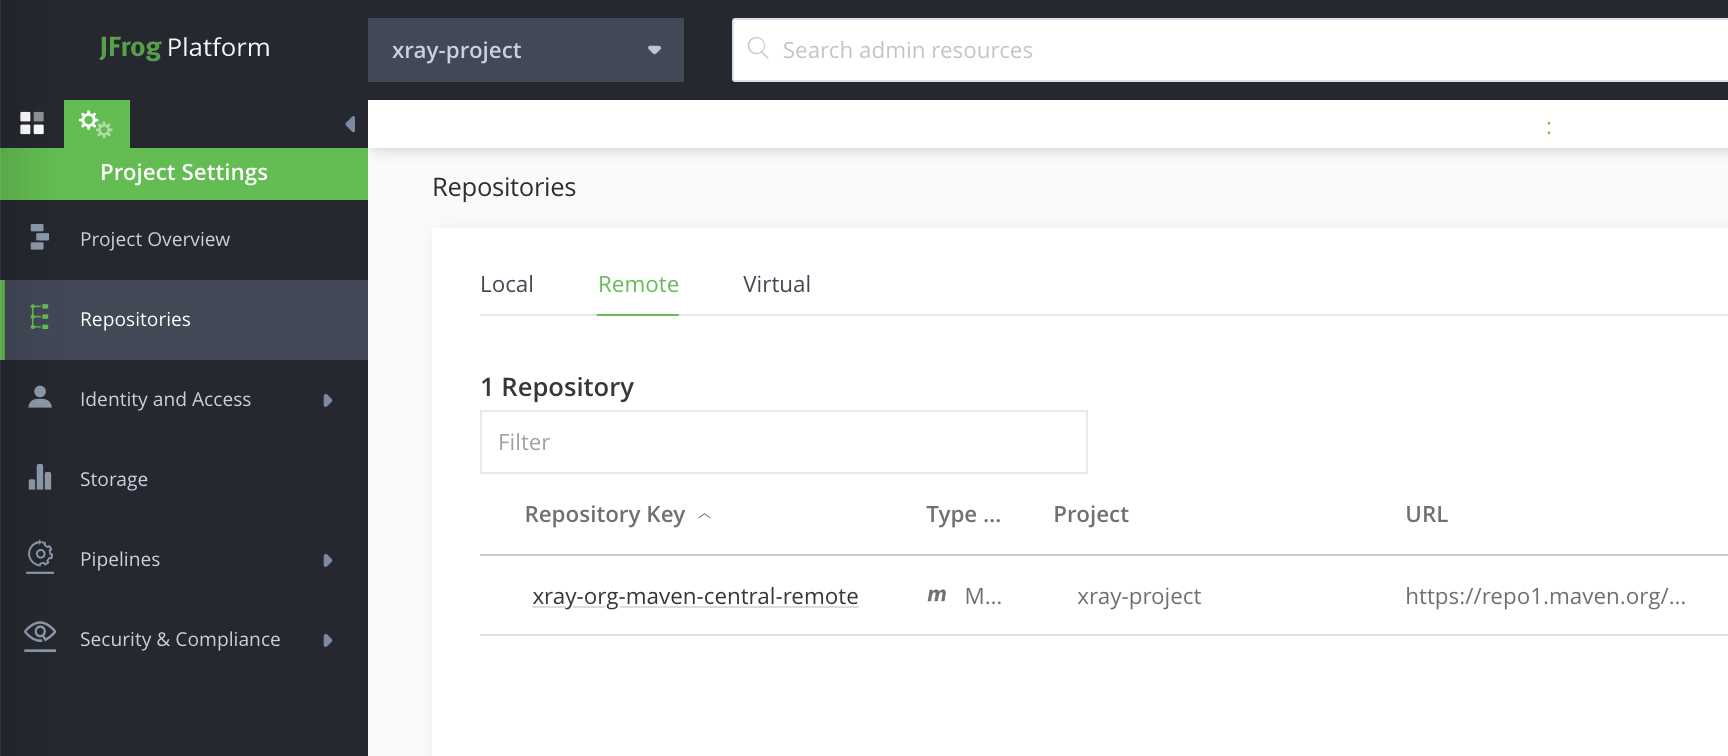 JFrog Platform
xray-project
Search admin resources
:
Project Settings
Project Overview
Repositories
Identity and Access
Storage
Pipelines
Security & Compliance
Repositories
Local Remote Virtual
1 Repository
Filter
Repository Key Type ... Project URL
xray-org-maven-central-remote m M... xray-project https://repo1.maven.org/...